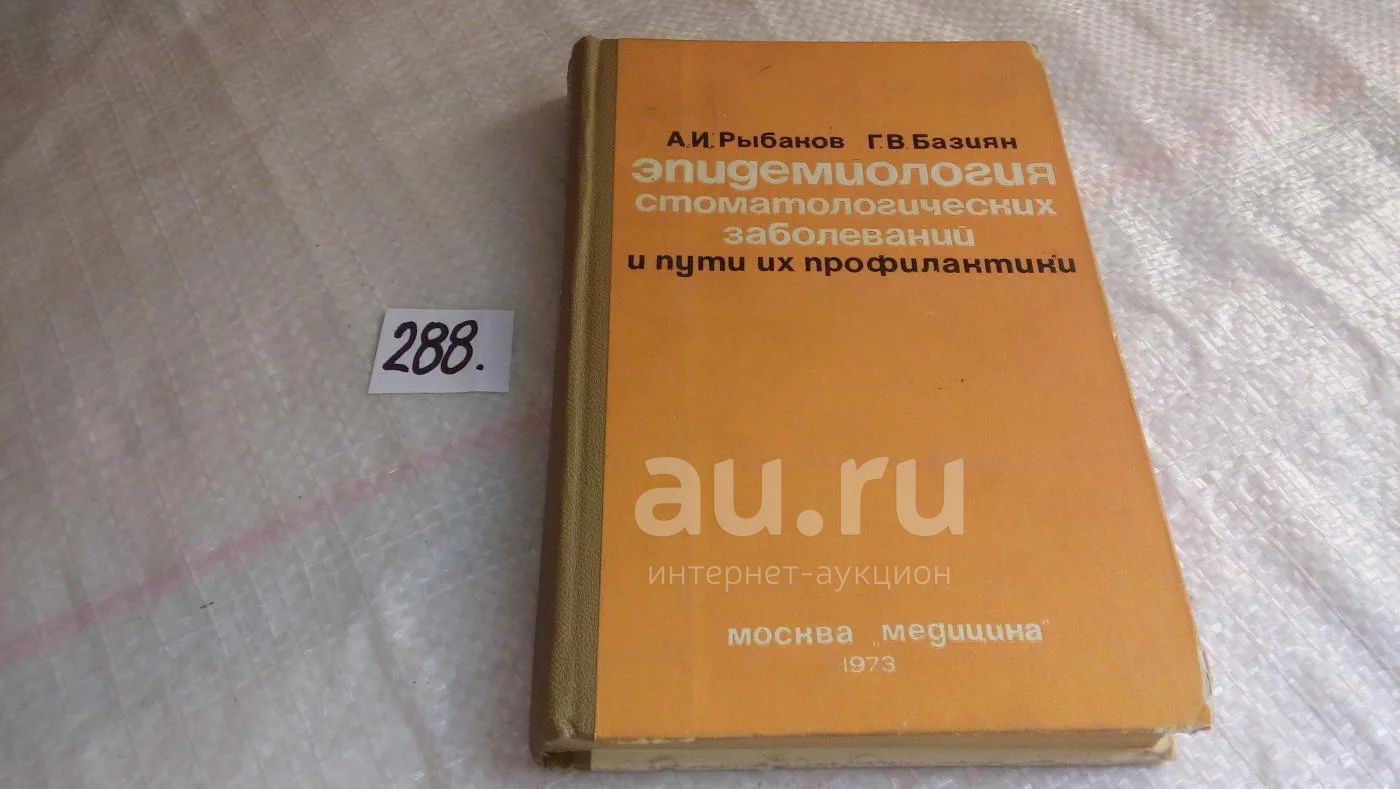 А.И.Рыбаков Г.В.Базиян
эпидемиология
стоматологических
заболеваний
и пути их профилактики
288.
au.ru
интернет-аукцион
москва „медицина"
1973